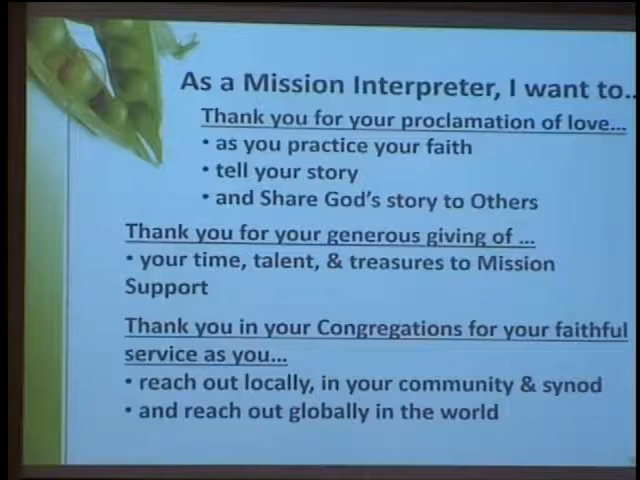 As a Mission Interpreter, I want to..
Thank you for your proclamation of love...
• as you practice your faith
• tell your story
• and Share God's story to Others
Thank you for your generous giving of ...
• your time, talent, & treasures to Mission
Support
Thank you in your Congregations for your faithful
service as you...
• reach out locally, in your community & synod
• and reach out globally in the world